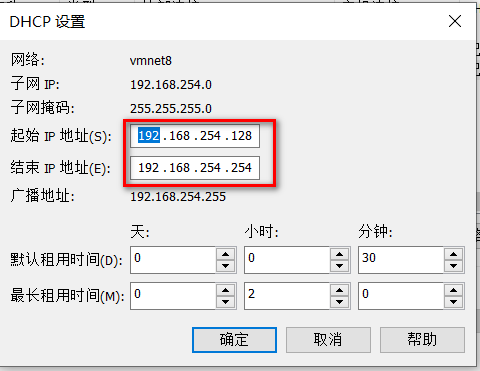 DHCP 设置
网络: vmnet8
子网 IP: 192.168.254.0
子网掩码: 255.255.255.0
起始 IP 地址(S): 192 . 168 . 254 . 128
结束 IP 地址(E): 192 . 168 . 254 . 254
广播地址: 192.168.254.255
天: 小时: 分钟:
默认租用时间(D): 0 0 30
最长租用时间(M): 0 2 0
确定 取消 帮助